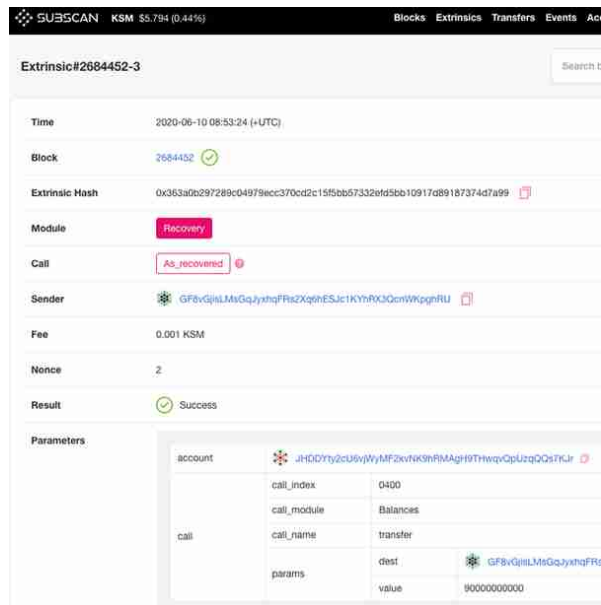 SUBSCAN KSM $5.794 (0.44%) Blocks Extrinsics Transfers Events Acc
Extrinsic#2684452-3 Search b
Time 2020-06-10 08:53:24 (+UTC)
Block 2684452
Extrinsic Hash 0x363a0b297289c04979ecc370cd2c15f5bb57332efd5bb10917d89187374d7a99
Module Recovery
Call As_recovered
Sender
Fee 0.001 KSM
Nonce 2
Result Success
Parameters
account
call_index 0400
call_module Balances
call call_name transfer
params dest
value 90000000000